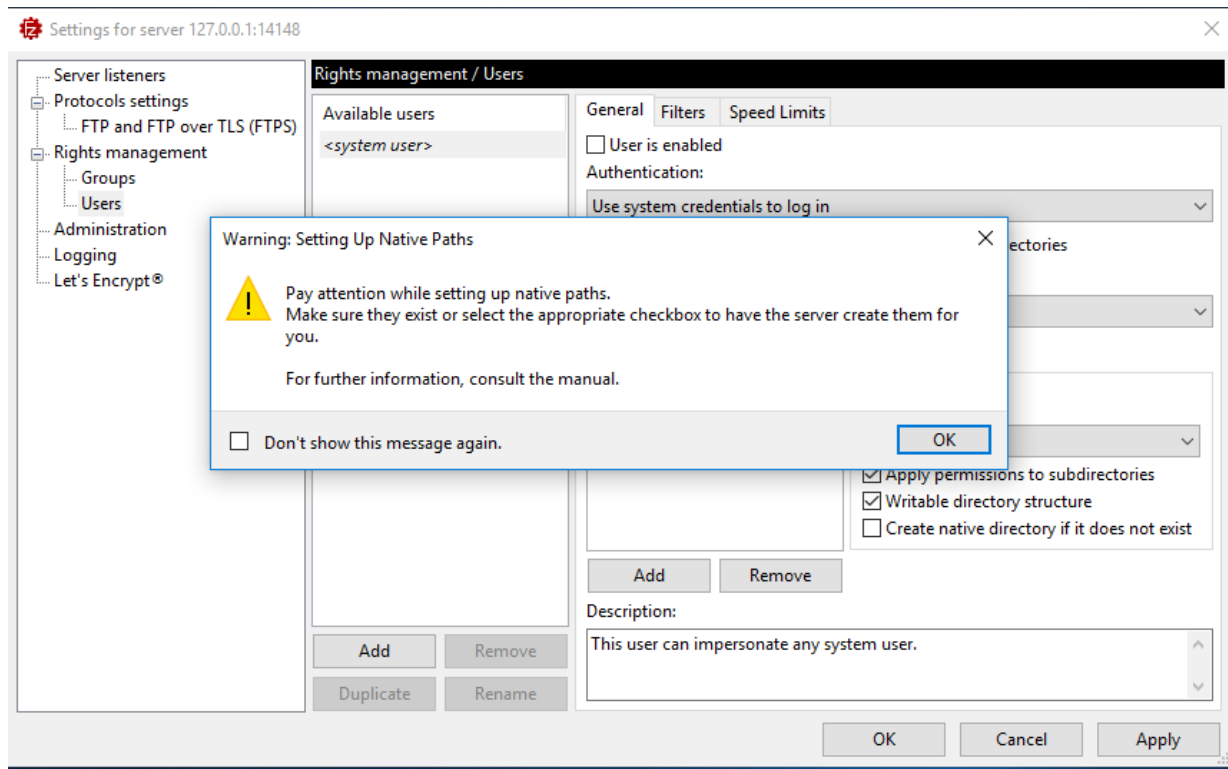 Settings for server 127.0.0.1:14148
Server listeners
Protocols settings
FTP and FTP over TLS (FTPS)
Rights management
Groups
Users
Administration
Logging
Let's Encrypt®
Rights management / Users
Available users
<system user>
General Filters Speed Limits
User is enabled
Authentication:
Use system credentials to log in
ectories
Warning: Setting Up Native Paths
Pay attention while setting up native paths.
Make sure they exist or select the appropriate checkbox to have the server create them for
you.
For further information, consult the manual.
Don't show this message again.
OK
Apply permissions to subdirectories
Writable directory structure
Create native directory if it does not exist
Add Remove
Description:
This user can impersonate any system user.
Add Remove
Duplicate Rename
OK Cancel Apply